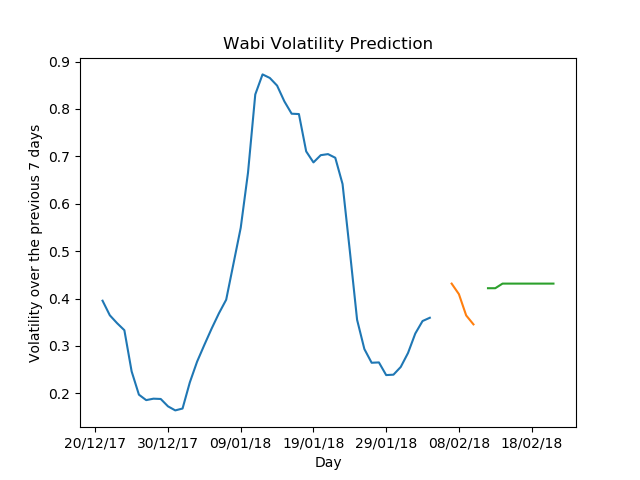 Wabi Volatility Prediction
0.9
0.8
0.7
0.6
0.5
0.4
0.3
0.2
Volatility over the previous 7 days
20/12/17 30/12/17 09/01/18 19/01/18 29/01/18 08/02/18 18/02/18
Day